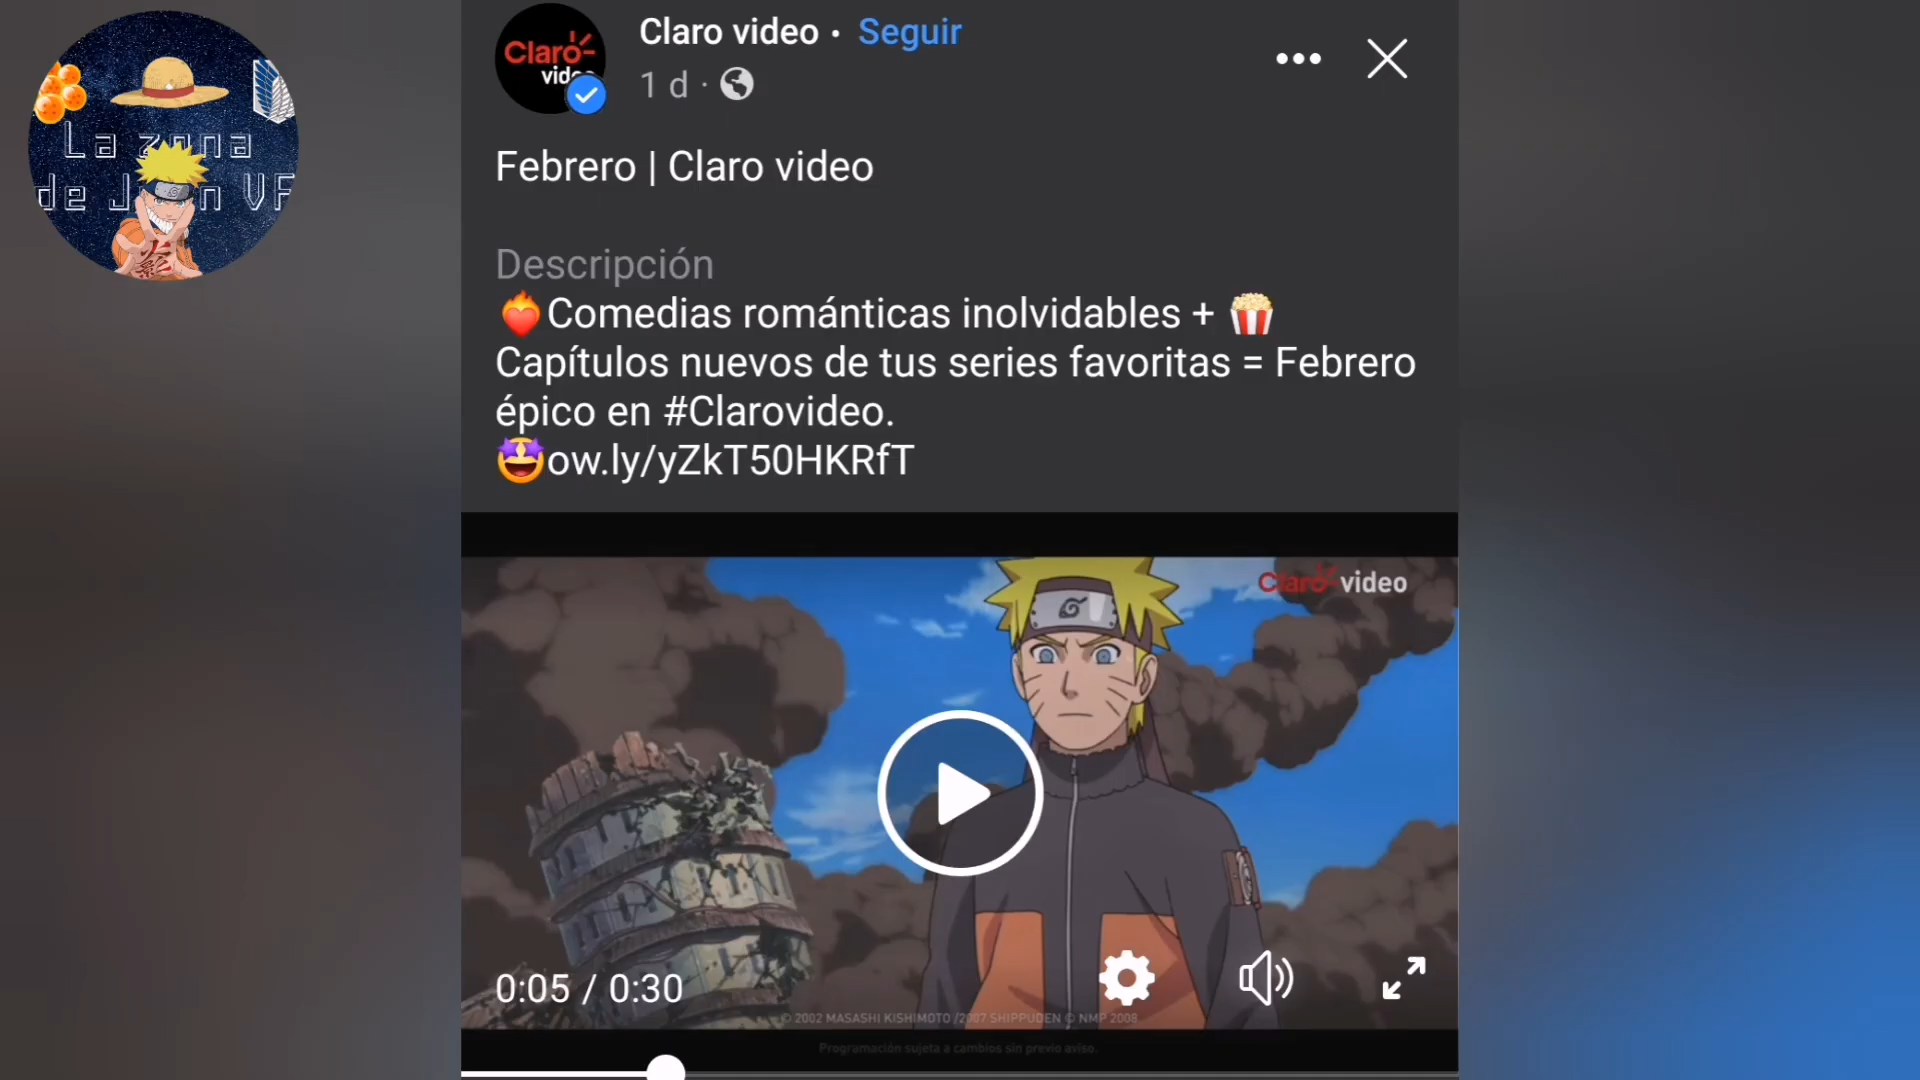 La zona
de J n VF
Claro-
video
Claro video · Seguir
1 d ·
Febrero | Claro video
Descripción
❤️‍🔥Comedias románticas inolvidables + 🍿
Capítulos nuevos de tus series favoritas = Febrero
épico en #Clarovideo.
🤩ow.ly/yZkT50HKRfT
Claro-video
0:05 / 0:30
© 2002 MASASHI KISHIMOTO /2007 SHIPPUDEN © NMP 2008
Programación sujeta a cambios sin previo aviso.